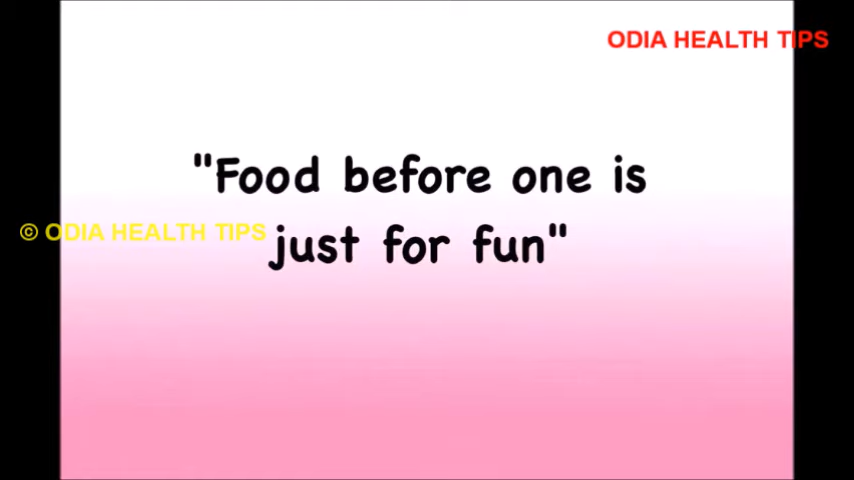 ODIA HEALTH TIPS
"Food before one is
© ODIA HEALTH TIPS
just for fun"